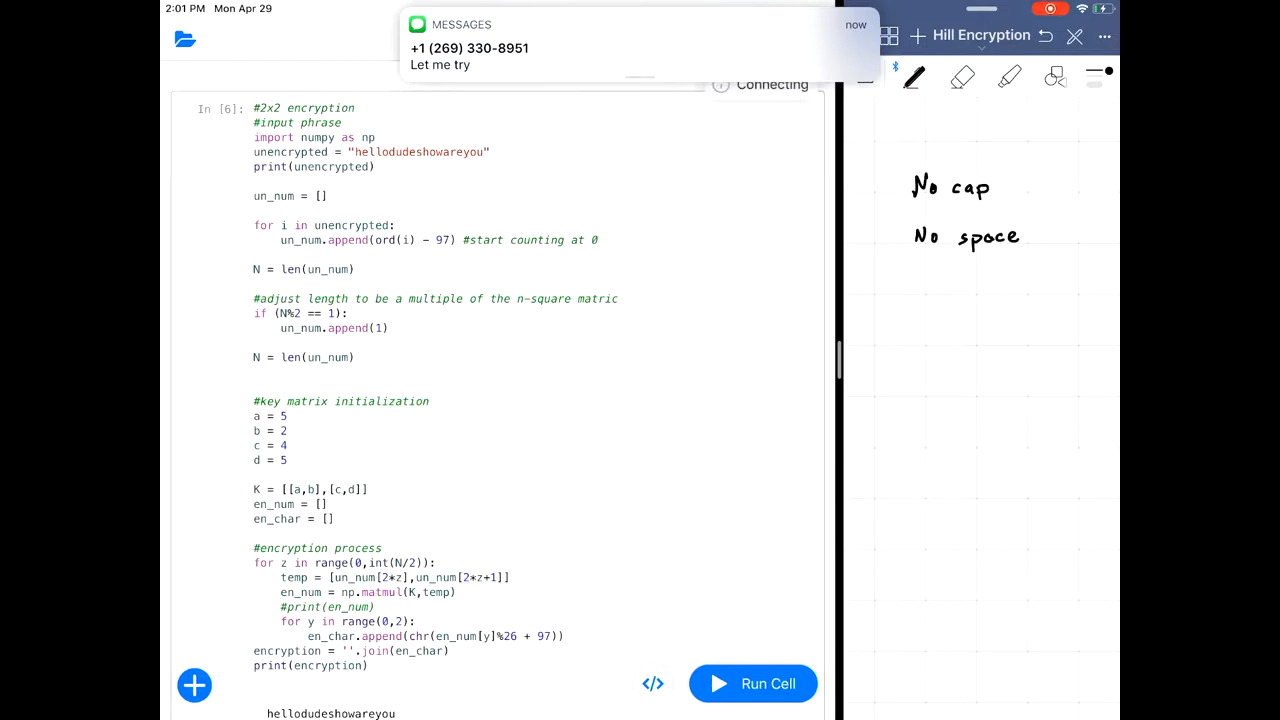 2:01 PM Mon Apr 29
MESSAGES
now
+1 (269) 330-8951
Let me try
Connecting
Hill Encryption
In [6]:
#2x2 encryption
#input phrase
import numpy as np
unencrypted = "hellodudeshowareyou"
print(unencrypted)
un_num = []
for i in unencrypted:
    un_num.append(ord(i) - 97) #start counting at 0
N = len(un_num)
#adjust length to be a multiple of the n-square matric
if (N%2 == 1):
    un_num.append(1)
N = len(un_num)
#key matrix initialization
a = 5
b = 2
c = 4
d = 5
K = [[a,b],[c,d]]
en_num = []
en_char = []
#encryption process
for z in range(0,int(N/2)):
    temp = [un_num[2*z],un_num[2*z+1]]
    en_num = np.matmul(K,temp)
    #print(en_num)
    for y in range(0,2):
        en_char.append(chr(en_num[y]%26 + 97))
encryption = ''.join(en_char)
print(encryption)
</> Run Cell
hellodudeshowareyou
No cap
No space